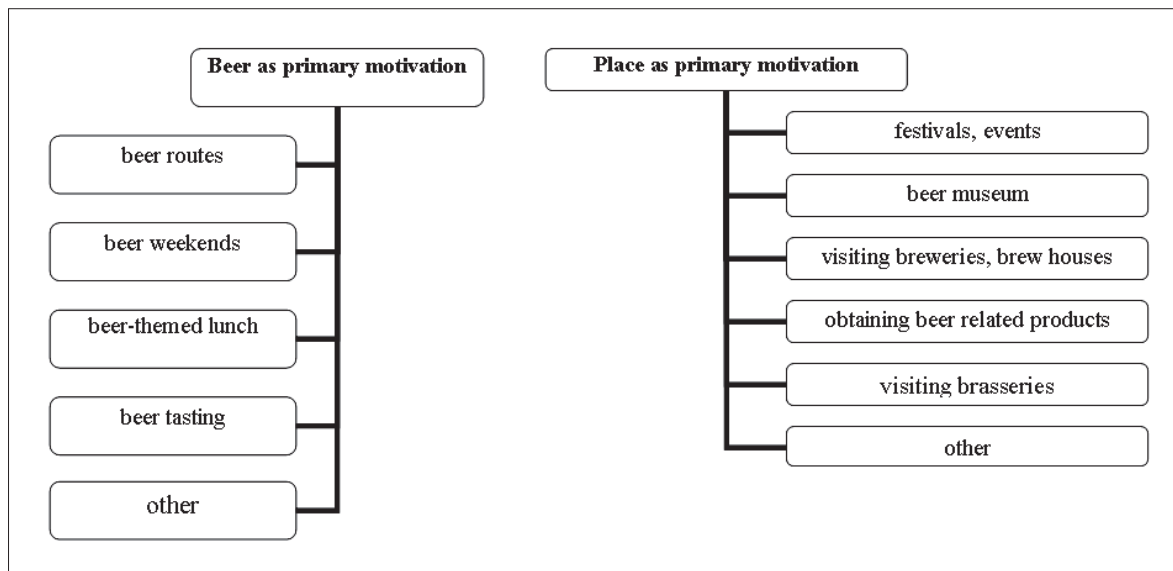 Beer as primary motivation
beer routes
beer weekends
beer-themed lunch
beer tasting
other
Place as primary motivation
festivals, events
beer museum
visiting breweries, brew houses
obtaining beer related products
visiting brasseries
other